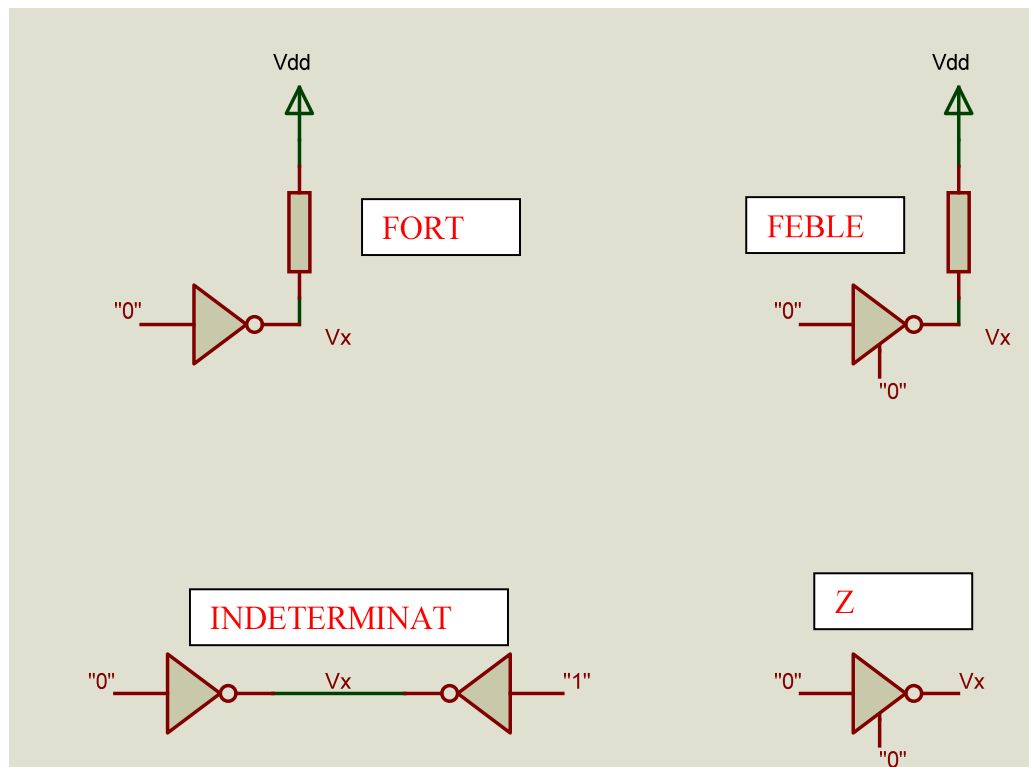 Vdd
Vdd
FORT
FEBLE
"0"
Vx
"0"
Vx
"0"
INDETERMINAT
Z
"0"
Vx
"1"
"0"
Vx
"0"